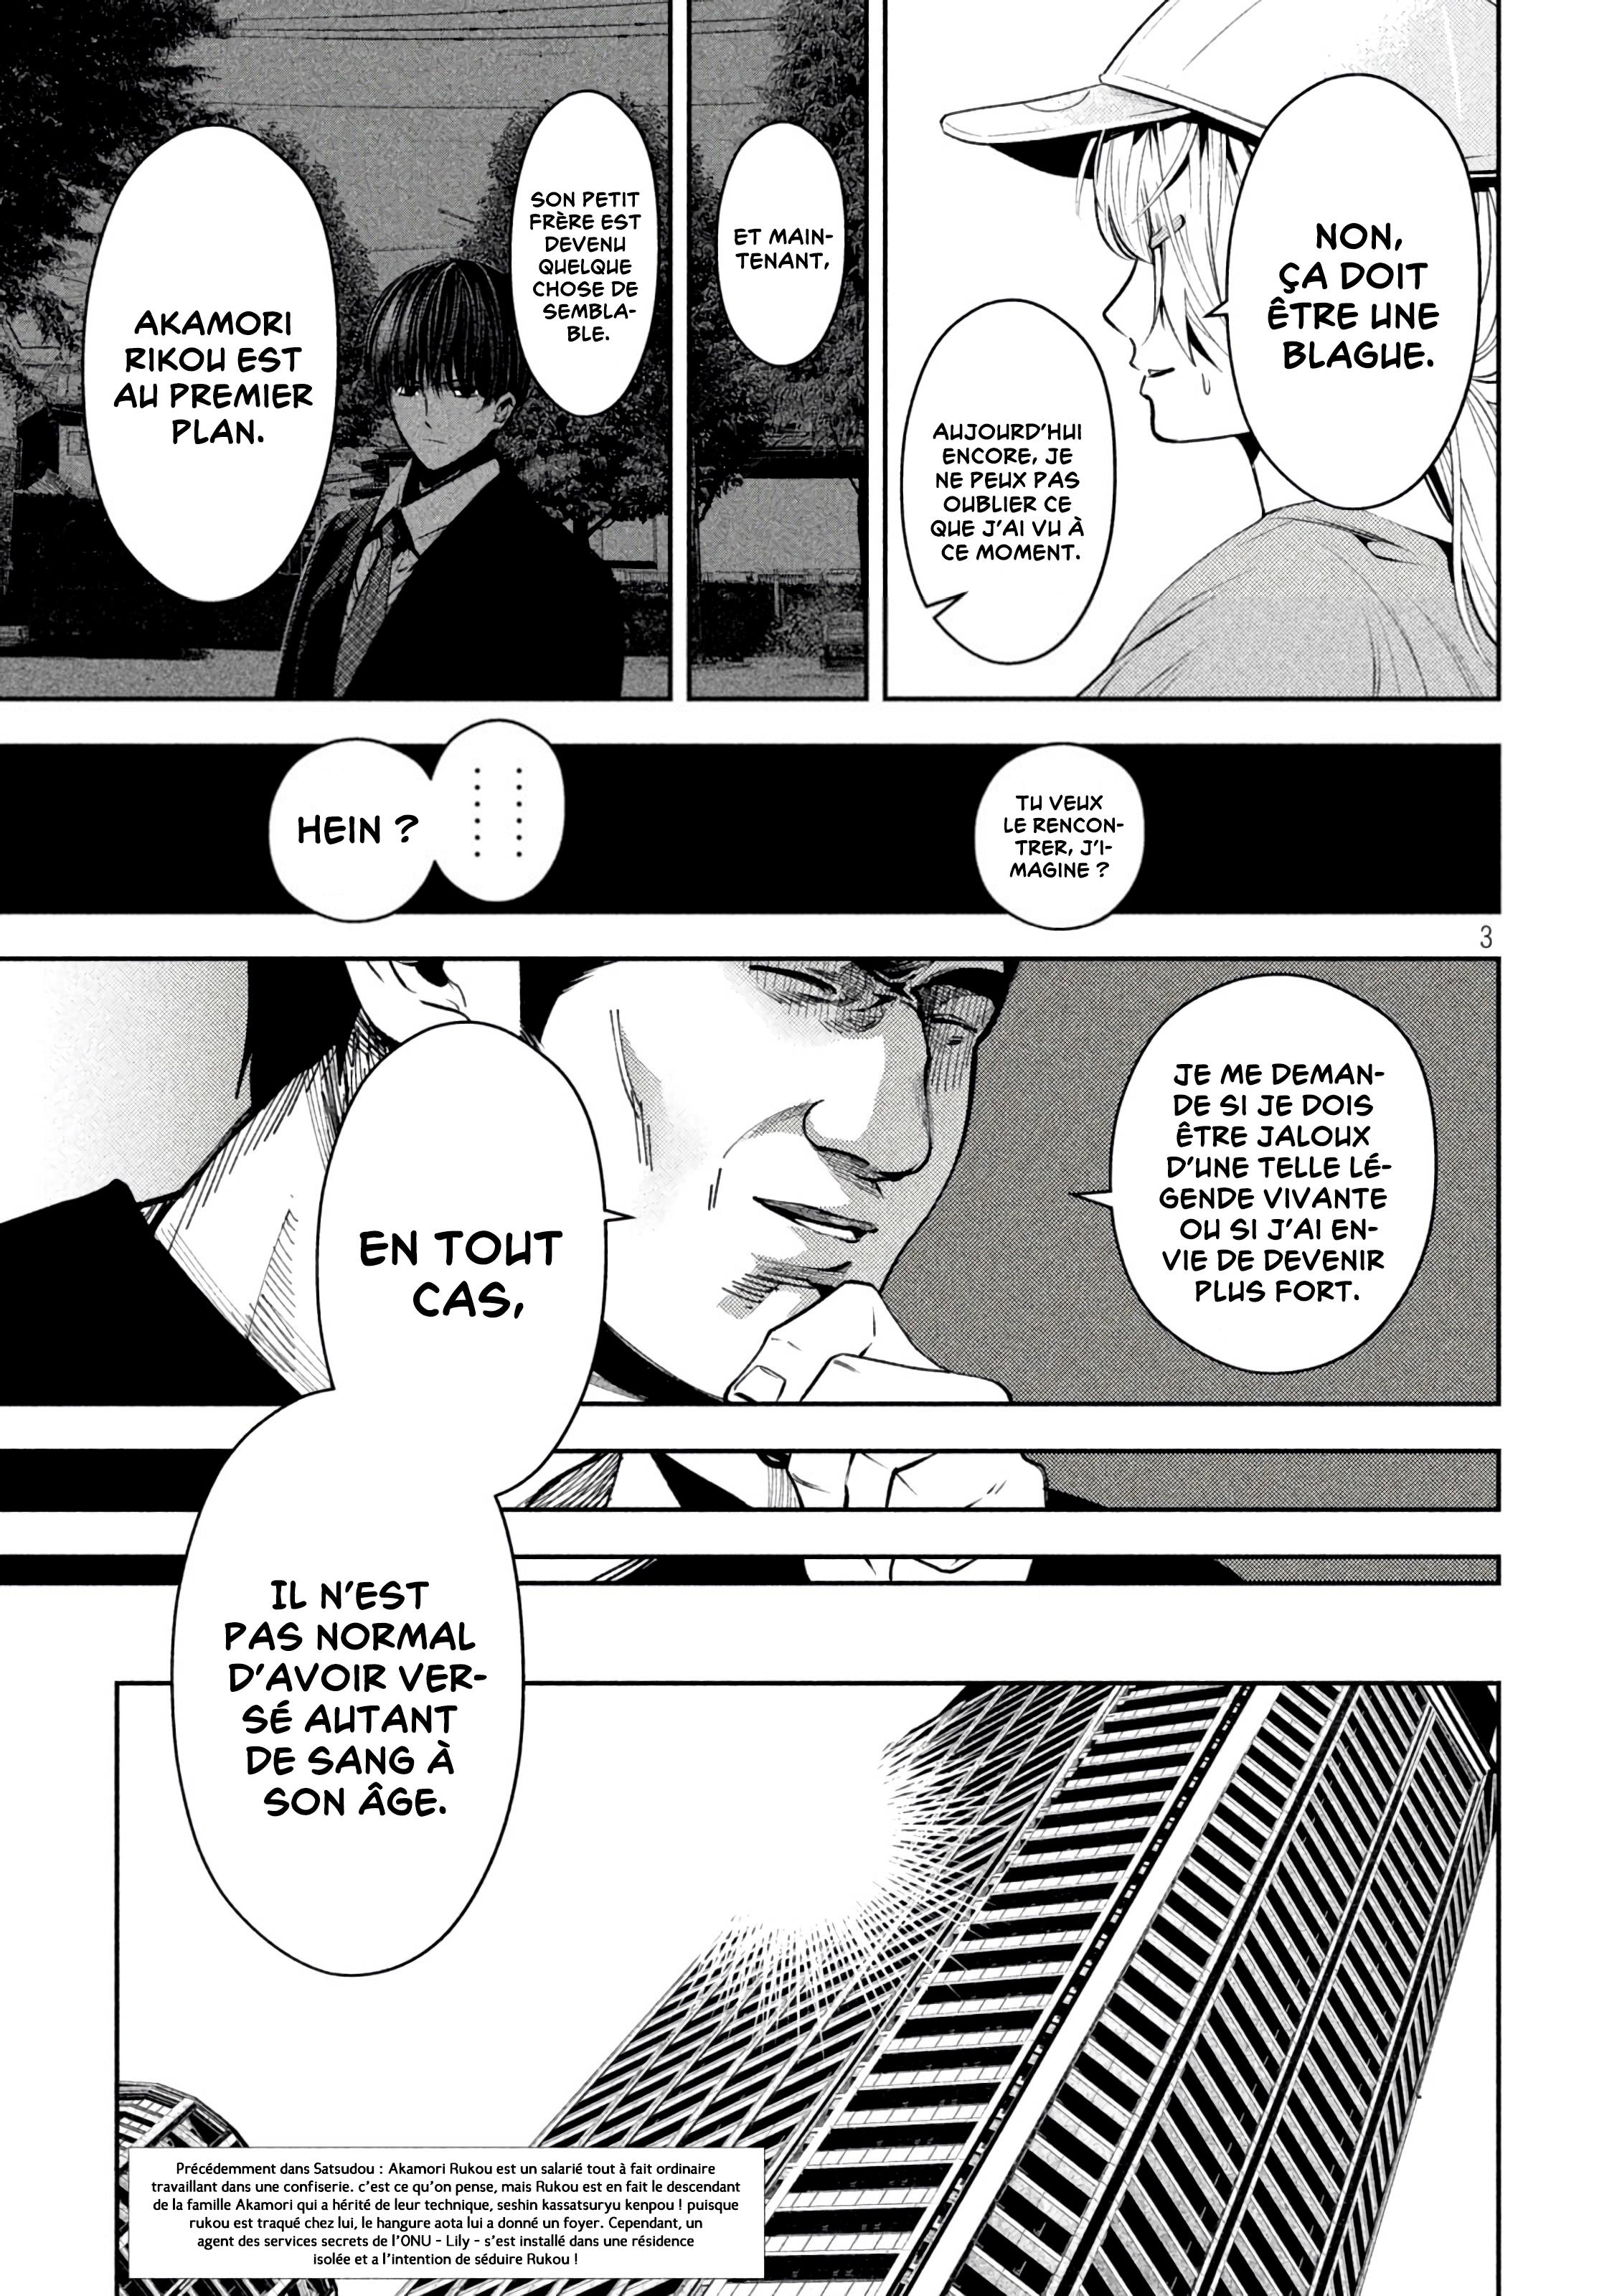 NON,
ÇA DOIT
ÊTRE UNE
BLAGUE.
AUJOURD'HUI
ENCORE, JE
NE PEUX PAS
OUBLIER CE
QUE J'AI VU À
CE MOMENT.
ET MAIN-
TENANT,
SON PETIT
FRÈRE EST
DEVENU
QUELQUE
CHOSE DE
SEMBLA-
BLE.
AKAMORI
RIKOU EST
AU PREMIER
PLAN.
TU VEUX
LE RENCON-
TRER, J'I-
MAGINE ?
HEIN ?
3
JE ME DEMAN-
DE SI JE DOIS
ÊTRE JALOUX
D'UNE TELLE LÉ-
GENDE VIVANTE
OU SI J'AI EN-
VIE DE DEVENIR
PLUS FORT.
EN TOUT
CAS,
IL N'EST
PAS NORMAL
D'AVOIR VER-
SÉ AUTANT
DE SANG À
SON ÂGE.
Précédemment dans Satsudou : Akamori Rukou est un salarié tout à fait ordinaire
travaillant dans une confiserie. c'est ce qu'on pense, mais Rukou est en fait le descendant
de la famille Akamori qui a hérité de leur technique, seshin kassatsuryu kenpou ! puisque
rukou est traqué chez lui, le hangure aota lui a donné un foyer. Cependant, un
agent des services secrets de l'ONU - Lily - s'est installé dans une résidence
isolée et a l'intention de séduire Rukou !